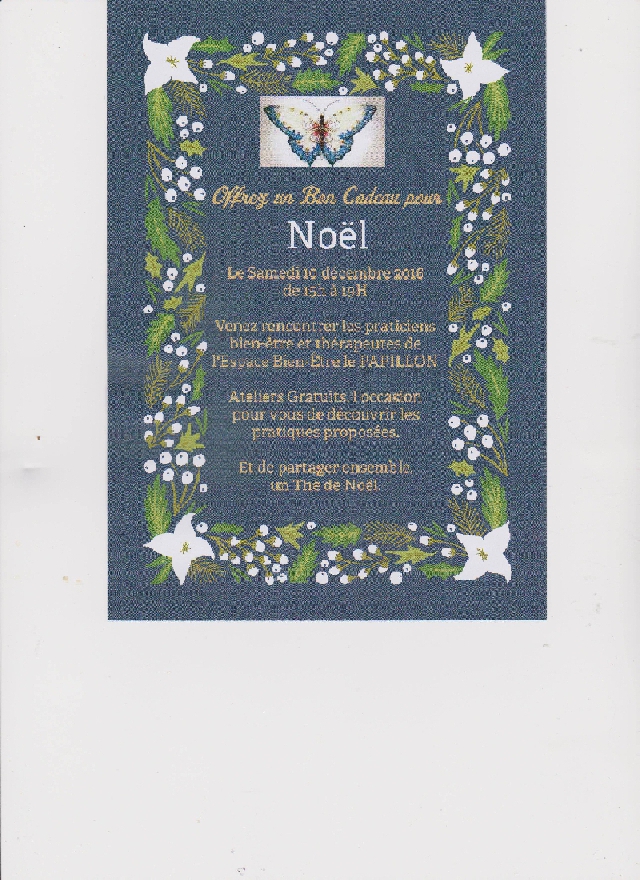 Offrez un Bon Cadeau pour
Noël
Le Samedi 10 décembre 2016
de 15h à 19H
Venez rencontrer les praticiens
bien-être et thérapeutes de
l'Espace Bien-Être le PAPILLON
Ateliers Gratuits, l'occasion
pour vous de découvrir les
pratiques proposées.
Et de partager ensemble,
un Thé de Noël